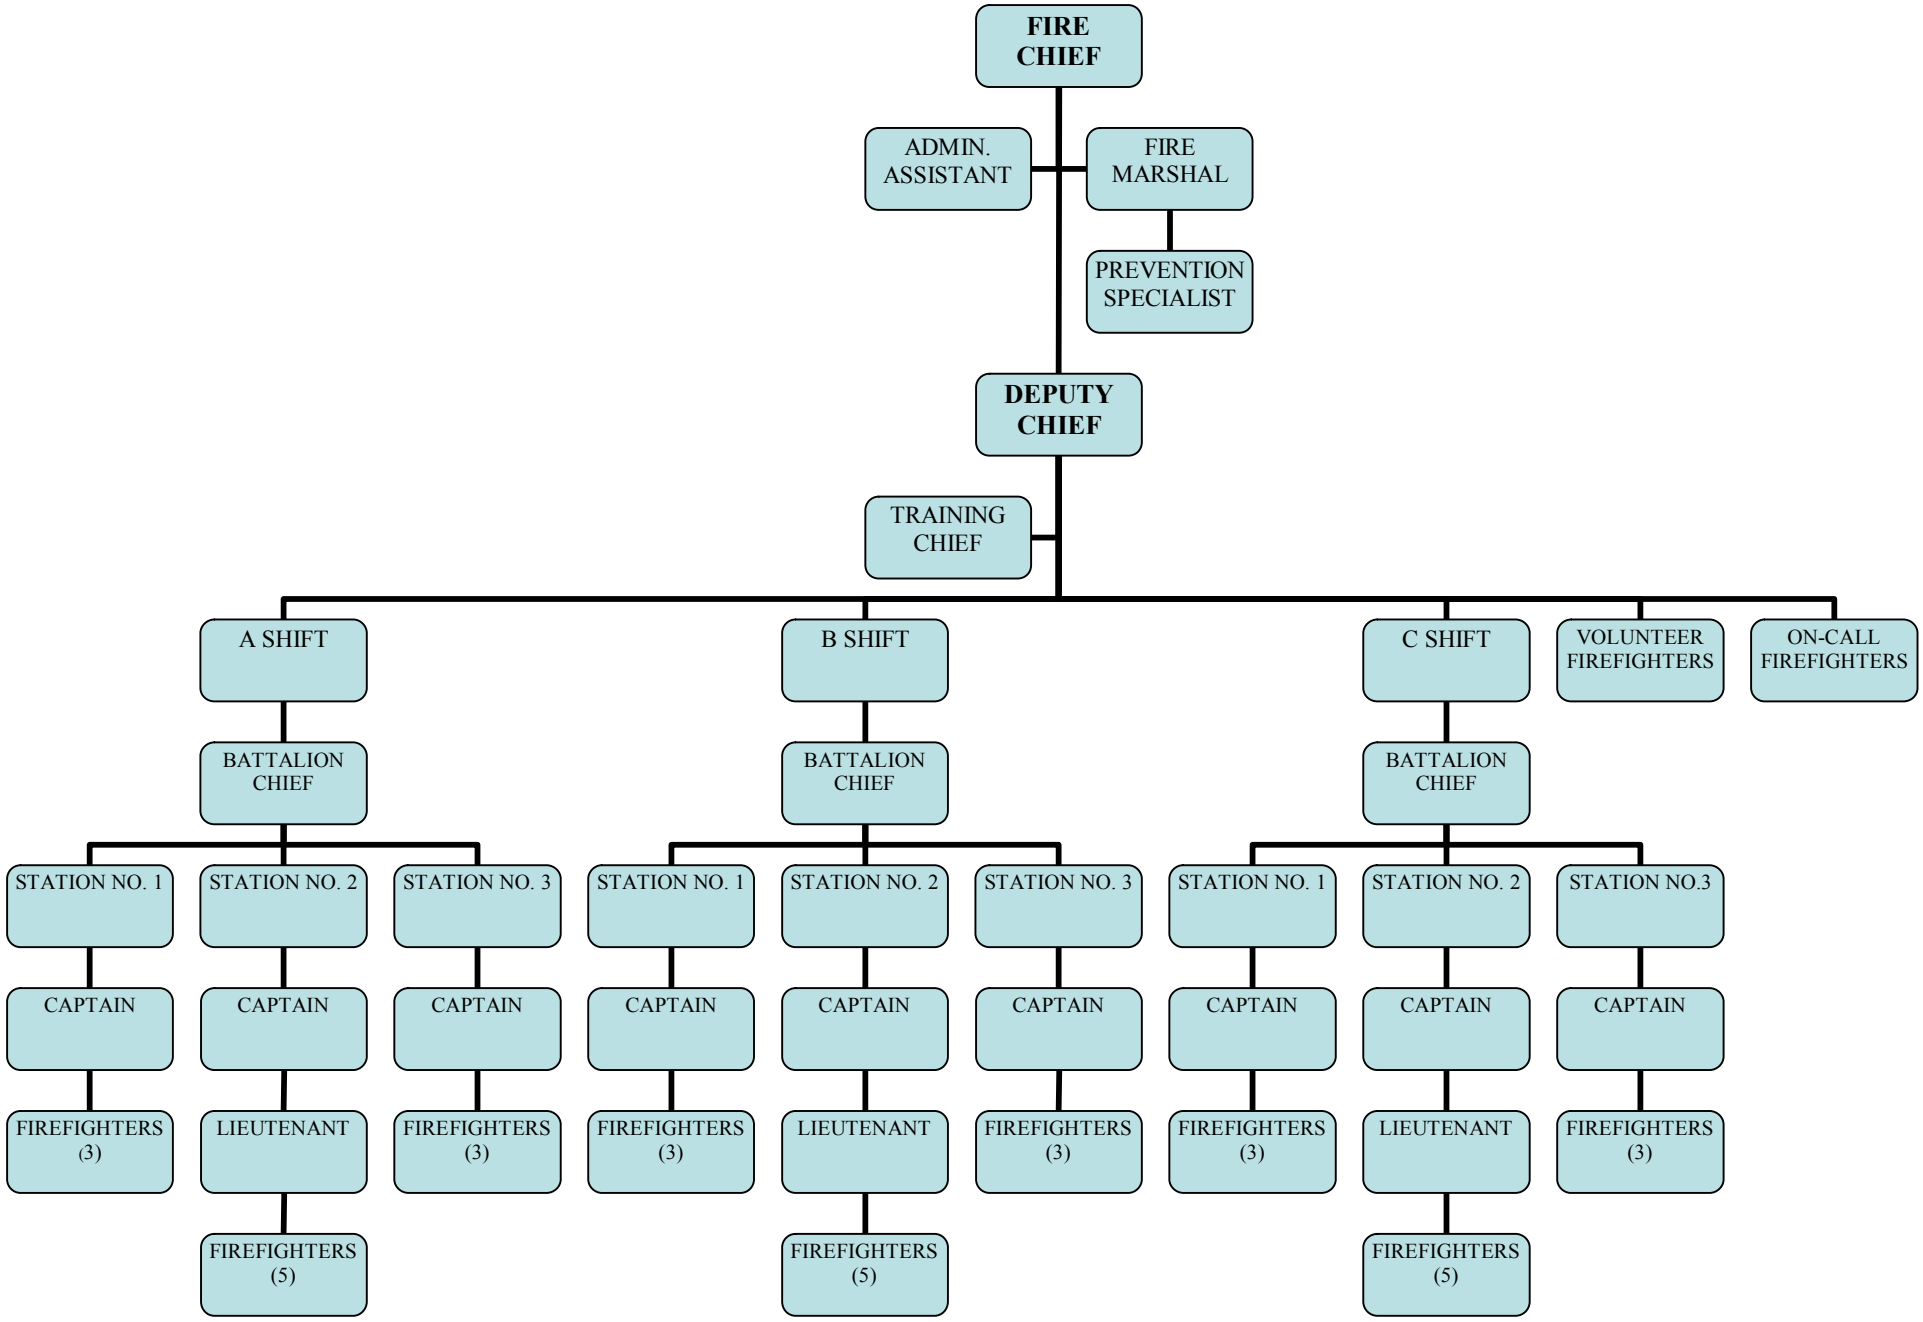 FIRE
CHIEF
ADMIN.
ASSISTANT
FIRE
MARSHAL
PREVENTION
SPECIALIST
DEPUTY
CHIEF
TRAINING
CHIEF
A SHIFT
B SHIFT
C SHIFT
VOLUNTEER
FIREFIGHTERS
ON-CALL
FIREFIGHTERS
BATTALION
CHIEF
BATTALION
CHIEF
BATTALION
CHIEF
STATION NO. 1
STATION NO. 2
STATION NO. 3
STATION NO. 1
STATION NO. 2
STATION NO. 3
STATION NO. 1
STATION NO. 2
STATION NO.3
CAPTAIN
CAPTAIN
CAPTAIN
CAPTAIN
CAPTAIN
CAPTAIN
CAPTAIN
CAPTAIN
CAPTAIN
FIREFIGHTERS
(3)
LIEUTENANT
FIREFIGHTERS
(3)
FIREFIGHTERS
(3)
LIEUTENANT
FIREFIGHTERS
(3)
FIREFIGHTERS
(3)
LIEUTENANT
FIREFIGHTERS
(3)
FIREFIGHTERS
(5)
FIREFIGHTERS
(5)
FIREFIGHTERS
(5)